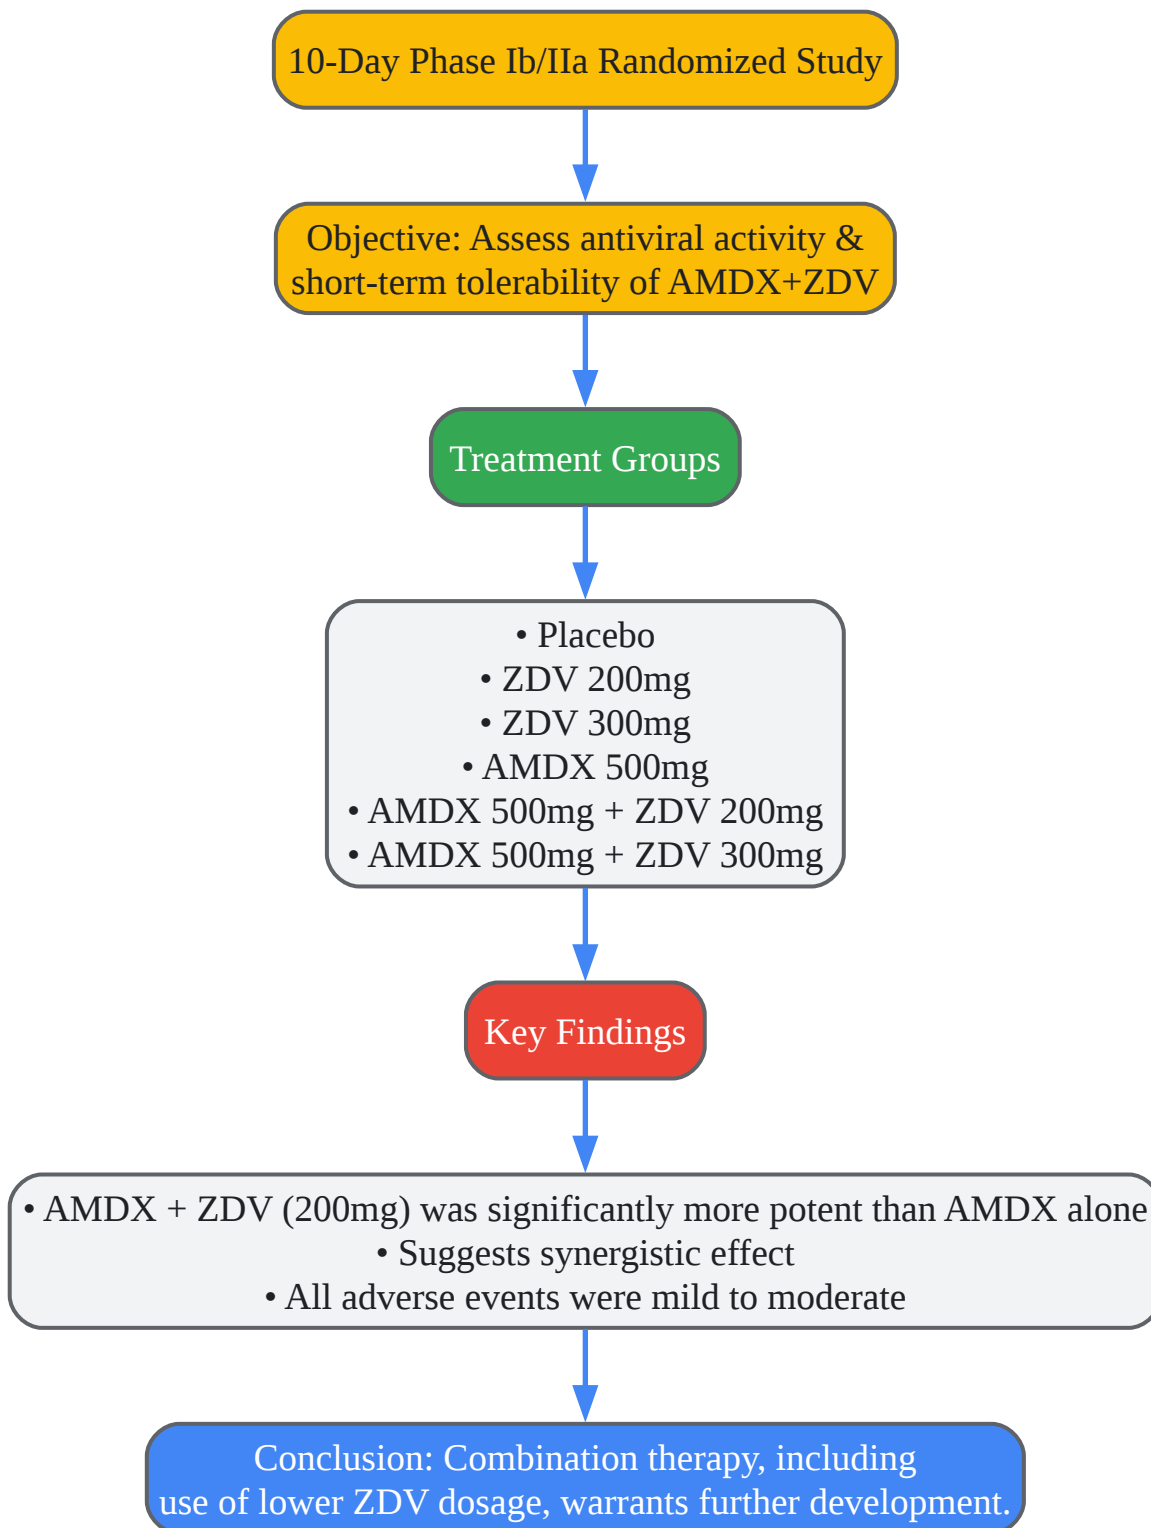 10-Day Phase Ib/IIa Randomized Study
Objective: Assess antiviral activity &
short-term tolerability of AMDX+ZDV
Treatment Groups
• Placebo
• ZDV 200mg
• ZDV 300mg
• AMDX 500mg
• AMDX 500mg + ZDV 200mg
• AMDX 500mg + ZDV 300mg
Key Findings
• AMDX + ZDV (200mg) was significantly more potent than AMDX alone
• Suggests synergistic effect
• All adverse events were mild to moderate
Conclusion: Combination therapy, including
use of lower ZDV dosage, warrants further development.